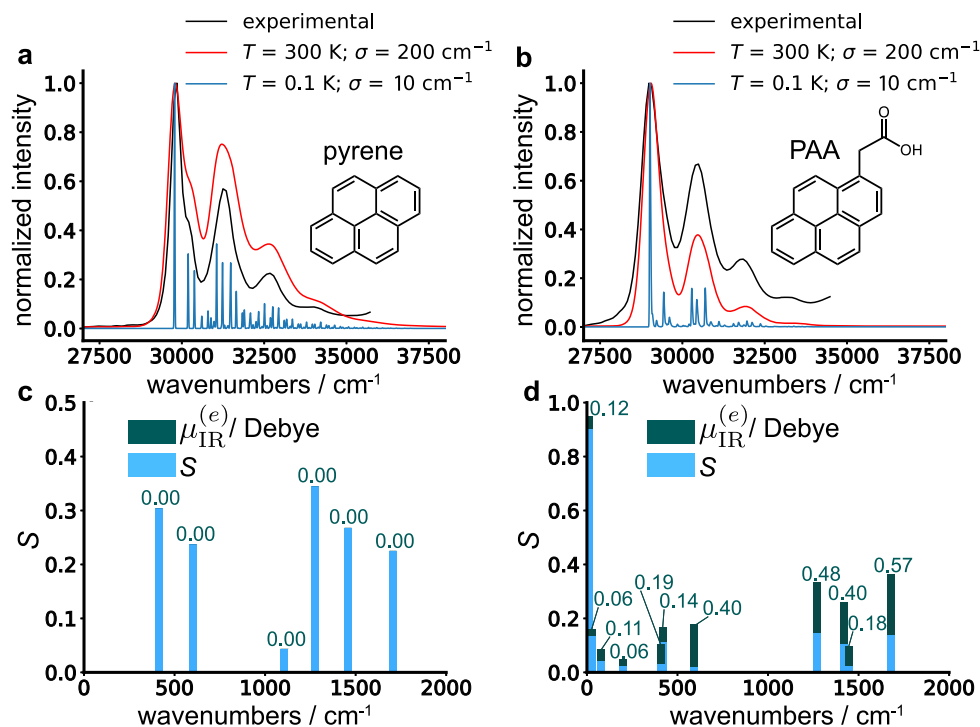 experimental
T = 300 K; σ = 200 cm⁻¹
T = 0.1 K; σ = 10 cm⁻¹
a
normalized intensity
1.0
0.8
0.6
0.4
0.2
0.0
pyrene
27500 30000 32500 35000 37500
wavenumbers / cm⁻¹
experimental
T = 300 K; σ = 200 cm⁻¹
T = 0.1 K; σ = 10 cm⁻¹
b
normalized intensity
1.0
0.8
0.6
0.4
0.2
0.0
PAA
O
OH
27500 30000 32500 35000 37500
wavenumbers / cm⁻¹
c
S
0.5
0.4
0.3
0.2
0.1
0.0
μ_IR^(e) / Debye
S
0.00
0.00
0.00
0.00
0.00
0.00
0 500 1000 1500 2000
wavenumbers / cm⁻¹
d
S
1.0
0.8
0.6
0.4
0.2
0.0
μ_IR^(e) / Debye
S
0.12
0.06
0.11
0.06
0.19
0.14
0.40
0.48
0.40
0.18
0.57
0 500 1000 1500 2000
wavenumbers / cm⁻¹